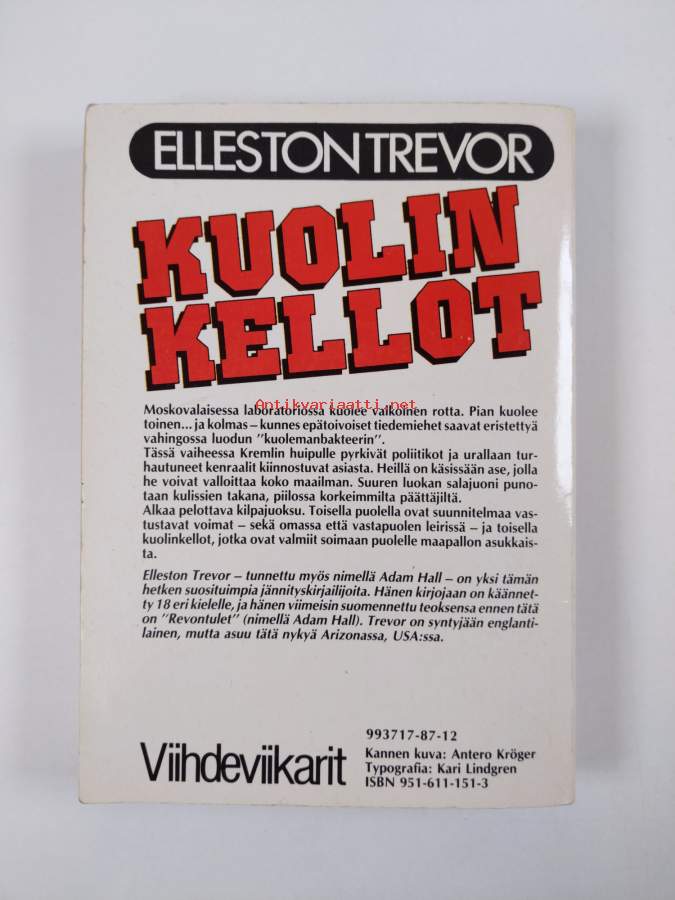 ELLESTON TREVOR
KUOLIN
KELLOT
Antikvariaatti.net
Moskovalaisessa laboratoriossa kuolee valkoinen rotta. Pian kuolee
toinen... ja kolmas – kunnes epätoivoiset tiedemiehet saavat eristettyä
vahingossa luodun "kuolemanbakteerin".
Tässä vaiheessa Kremlin huipulle pyrkivät poliitikot ja urallaan tur-
hautuneet kenraalit kiinnostuvat asiasta. Heillä on käsissään ase, jolla
he voivat valloittaa koko maailman. Suuren luokan salajuoni puno-
taan kulissien takana, piilossa korkeimmilta päättäjiltä.
Alkaa pelottava kilpajuoksu. Toisella puolella ovat suunnitelmaa vas-
tustavat voimat – sekä omassa että vastapuolen leirissä – ja toisella
kuolinkellot, jotka ovat valmiit soimaan puolelle maapallon asukkais-
ta.
Elleston Trevor – tunnettu myös nimellä Adam Hall – on yksi tämän
hetken suosituimpia jännityskirjailijoita. Hänen kirjojaan on käännet-
ty 18 eri kielelle, ja hänen viimeisin suomennettu teoksensa ennen tätä
on "Revontulet" (nimellä Adam Hall). Trevor on syntyjään englanti-
lainen, mutta asuu tätä nykyä Arizonassa, USA:ssa.
Viihdeviikarit
993717-87-12
Kannen kuva: Antero Kröger
Typografia: Kari Lindgren
ISBN 951-611-151-3